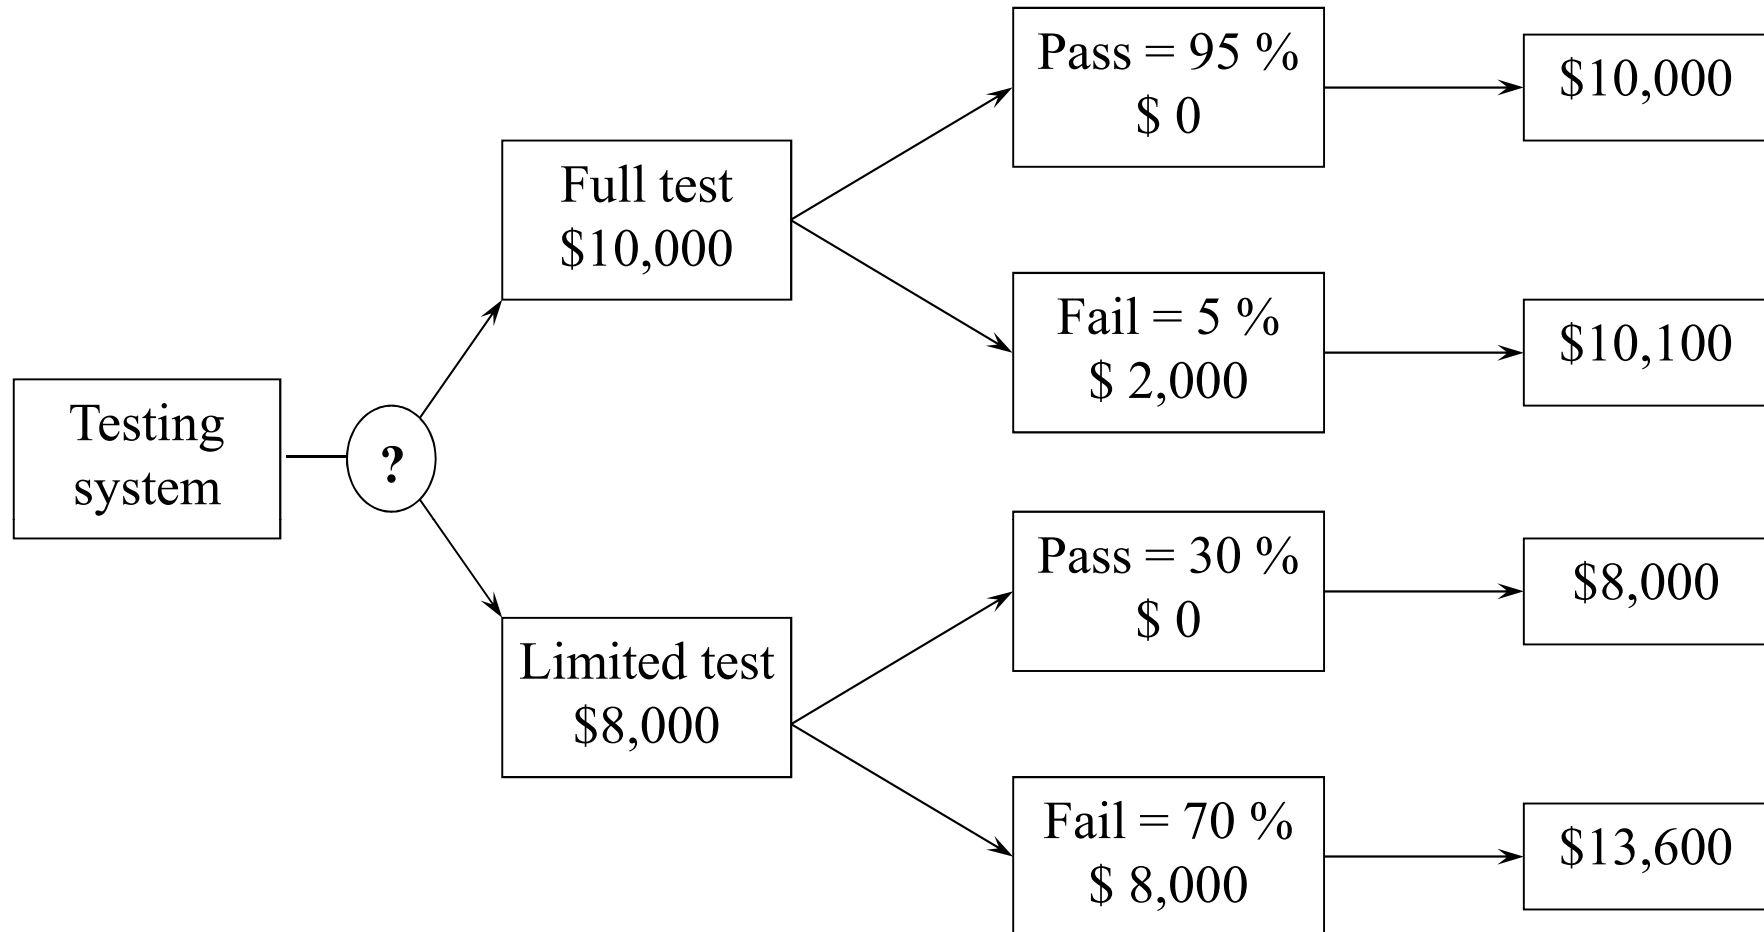 Testing
system
?
Full test
$10,000
Pass = 95 %
$ 0
$10,000
Fail = 5 %
$ 2,000
$10,100
Limited test
$8,000
Pass = 30 %
$ 0
$8,000
Fail = 70 %
$ 8,000
$13,600